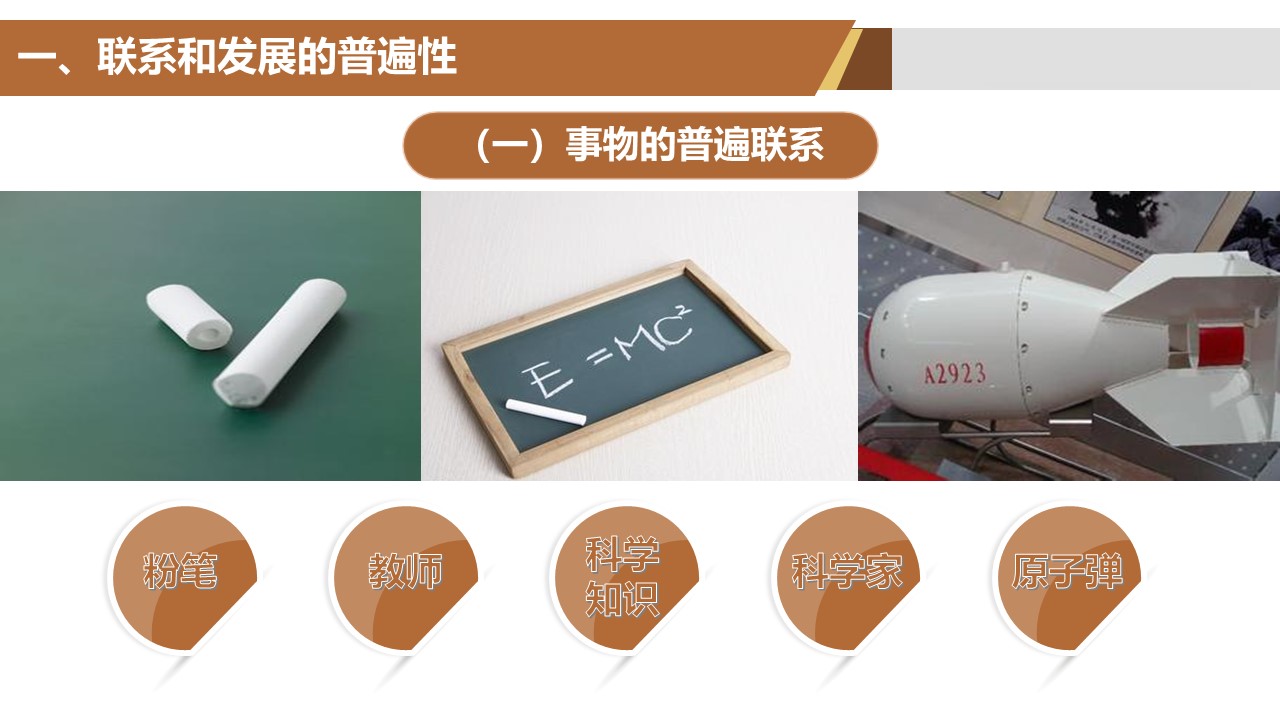 一、联系和发展的普遍性
（一）事物的普遍联系
E=MC²
A2923
粉笔
教师
科学
知识
科学家
原子弹